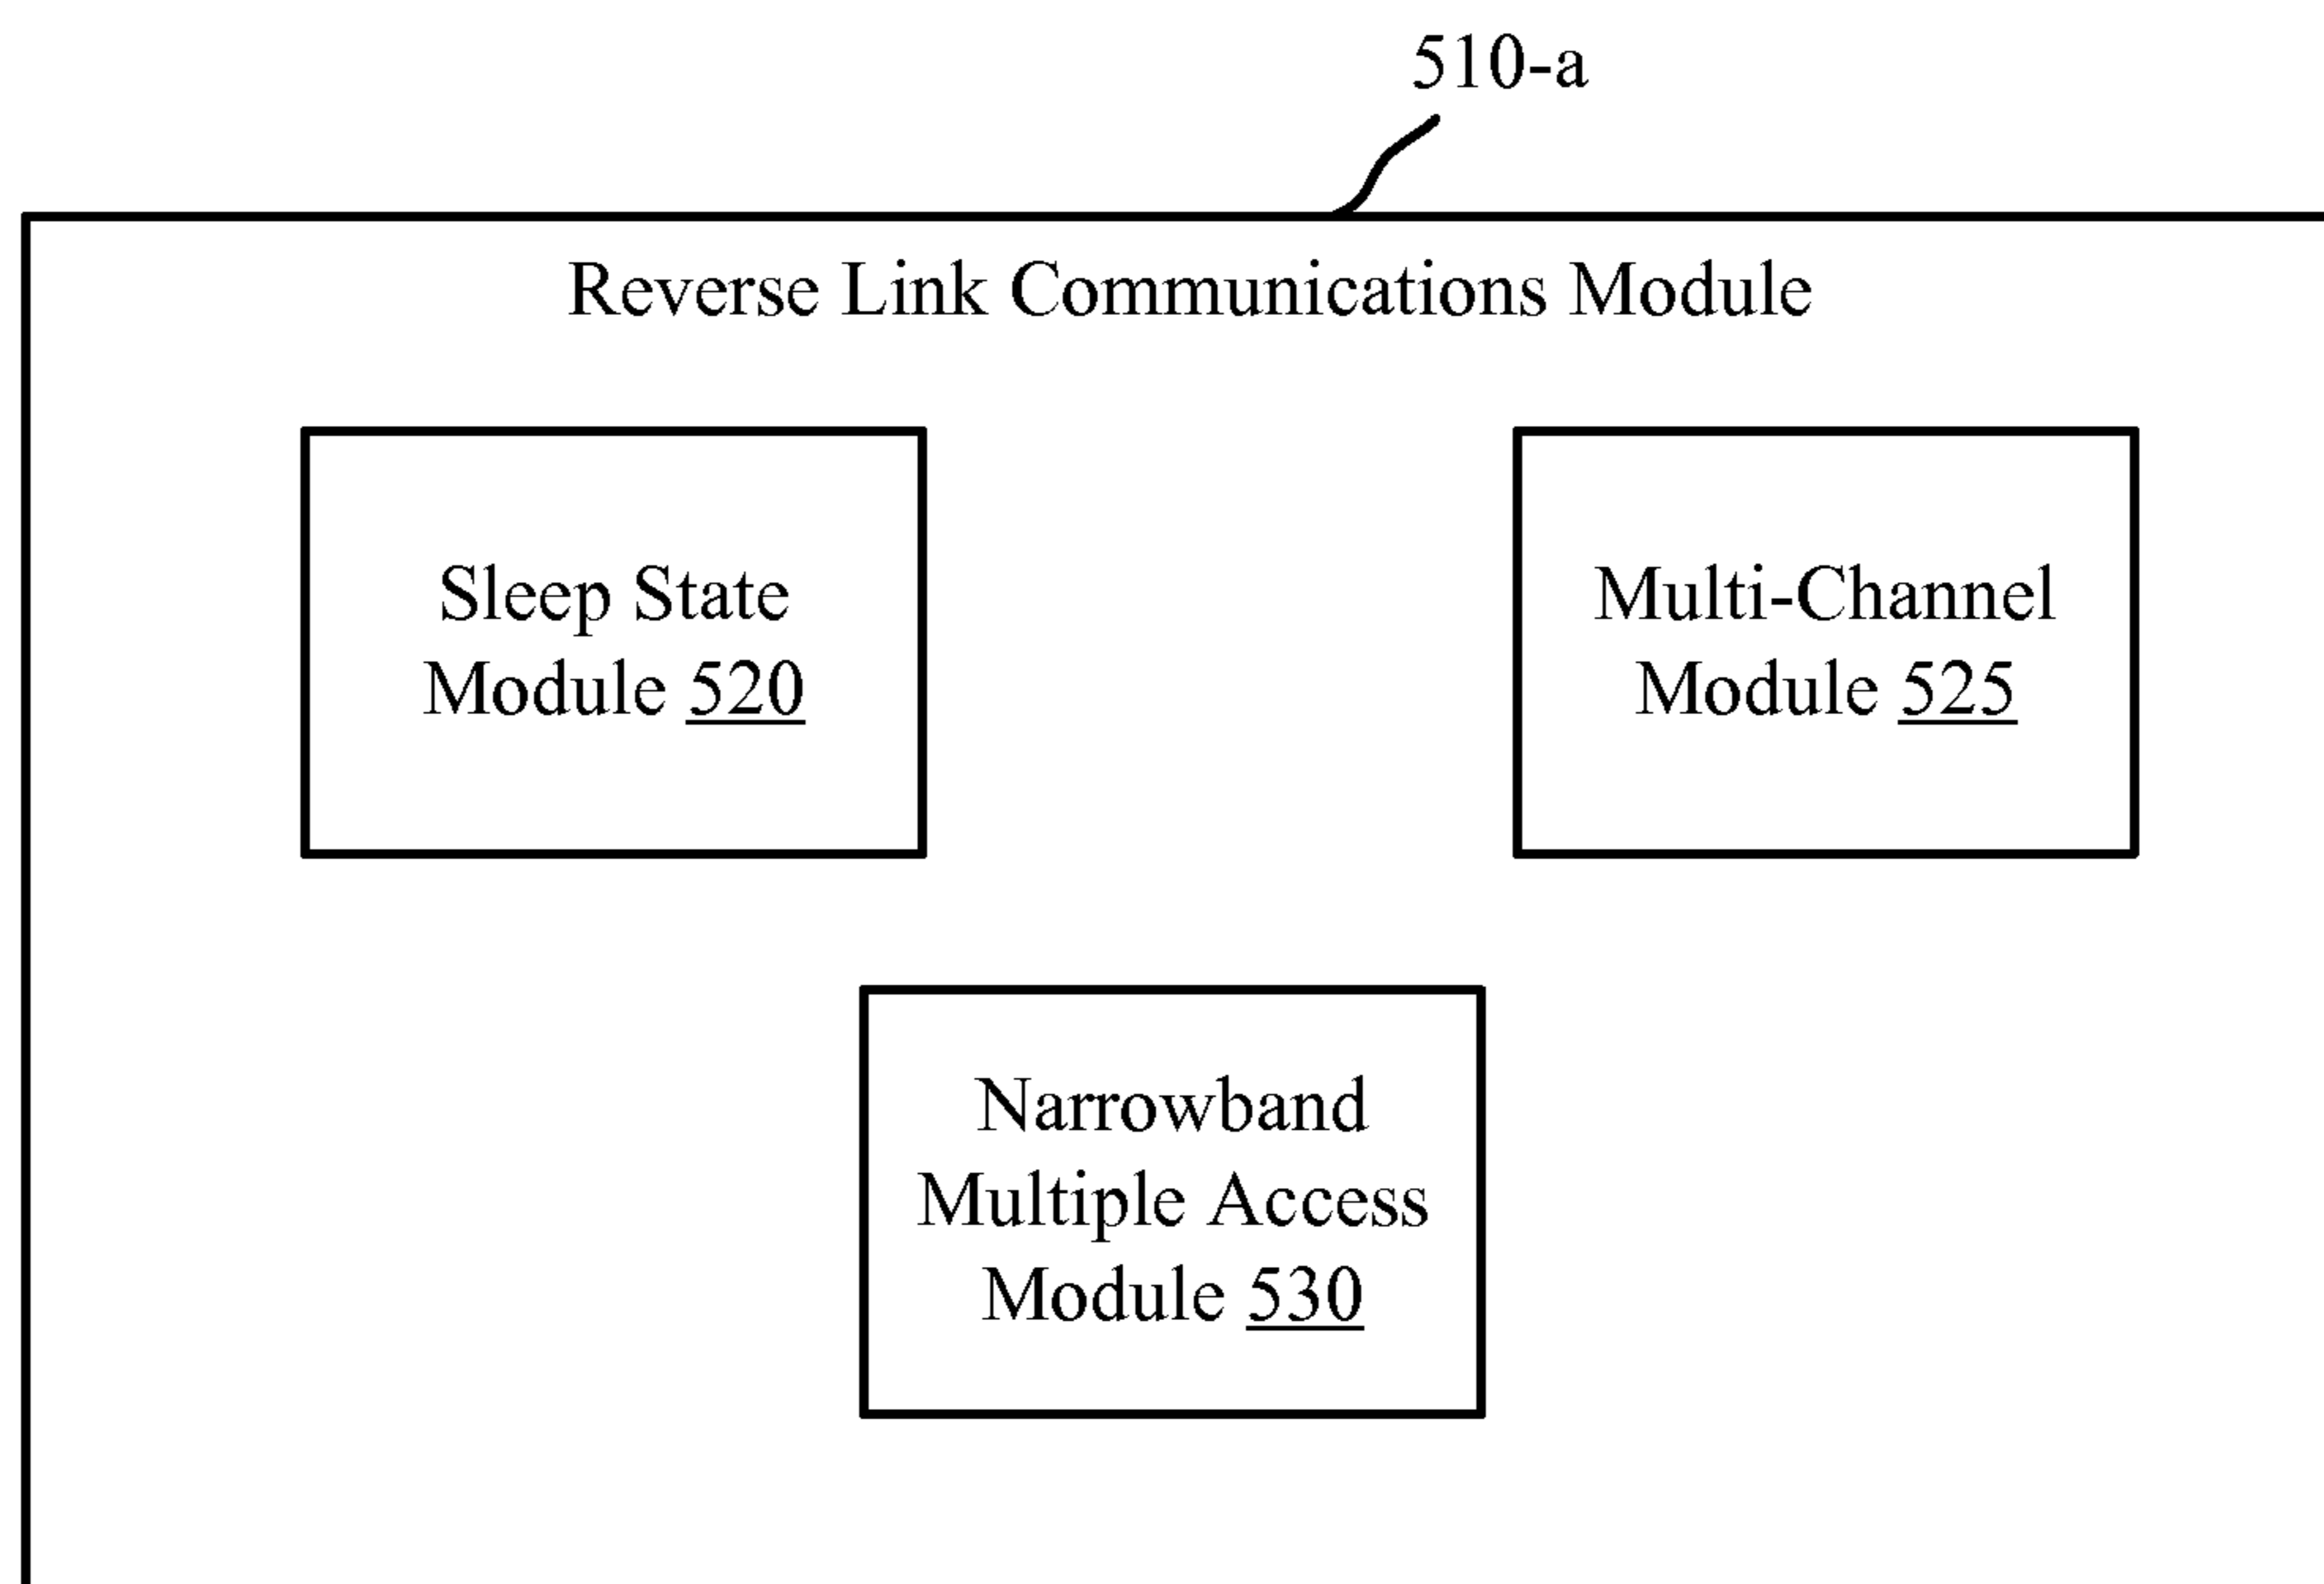 510-a
Reverse Link Communications Module
Sleep State
Module 520
Multi-Channel
Module 525
Narrowband
Multiple Access
Module 530